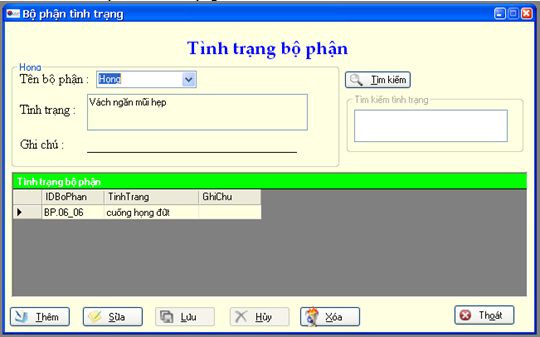 Bộ phận tình trạng
Tình trạng bộ phận
Hong
Tên bộ phận : Hong
Tìm kiếm
Tình trạng : Vách ngăn mũi hẹp
Tìm kiếm tình trạng
Ghi chú :
Tình trạng bộ phận
IDBoPhan TinhTrang GhiChu
BP.06_06 cuống họng đứt
Thêm Sửa Lưu Hủy Xóa Thoát